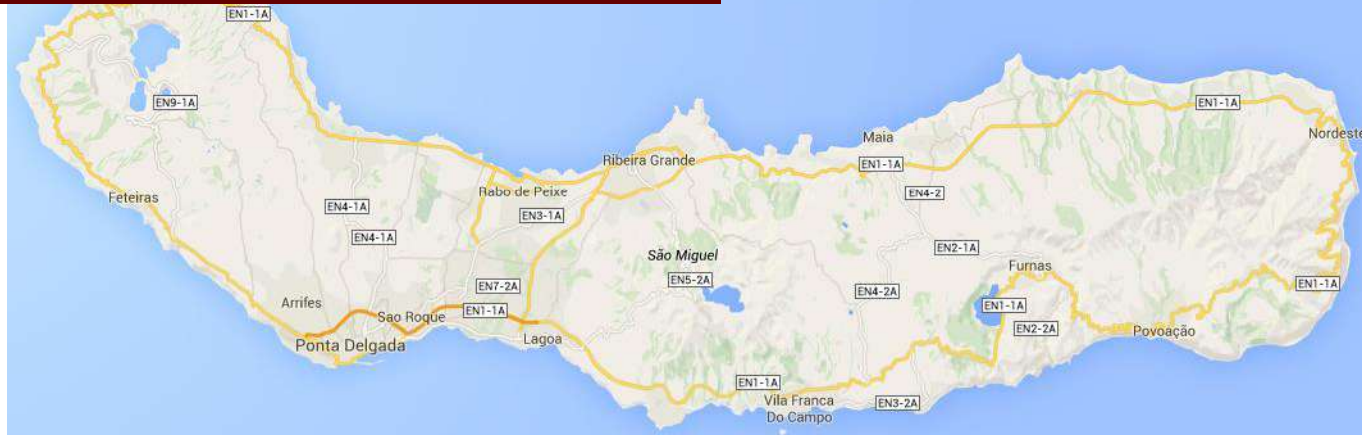 EN1-1A
EN9-1A
EN1-1A
Nordeste
Maia
Ribeira Grande
EN1-1A
Rabo de Peixe
EN4-2
Feteiras
EN4-1A
EN3-1A
EN4-1A
EN2-1A
São Miguel
Furnas
EN5-2A
EN7-2A
EN4-2A
EN1-1A
Arrifes
EN1-1A
EN1-1A
Sao Roque
EN2-2A
Povoação
Lagoa
Ponta Delgada
EN1-1A
Vila Franca
Do Campo
EN3-2A